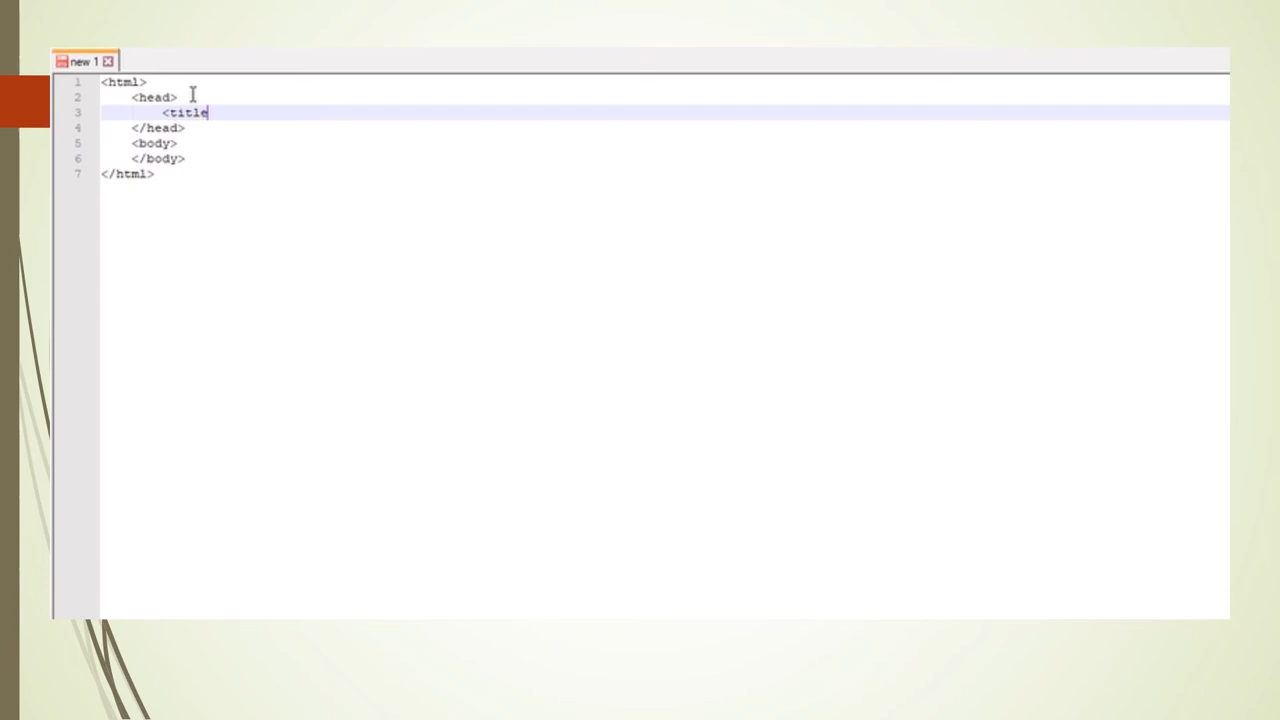 new 1
1 <html>
2 <head>
3 <title
4 </head>
5 <body>
6 </body>
7 </html>